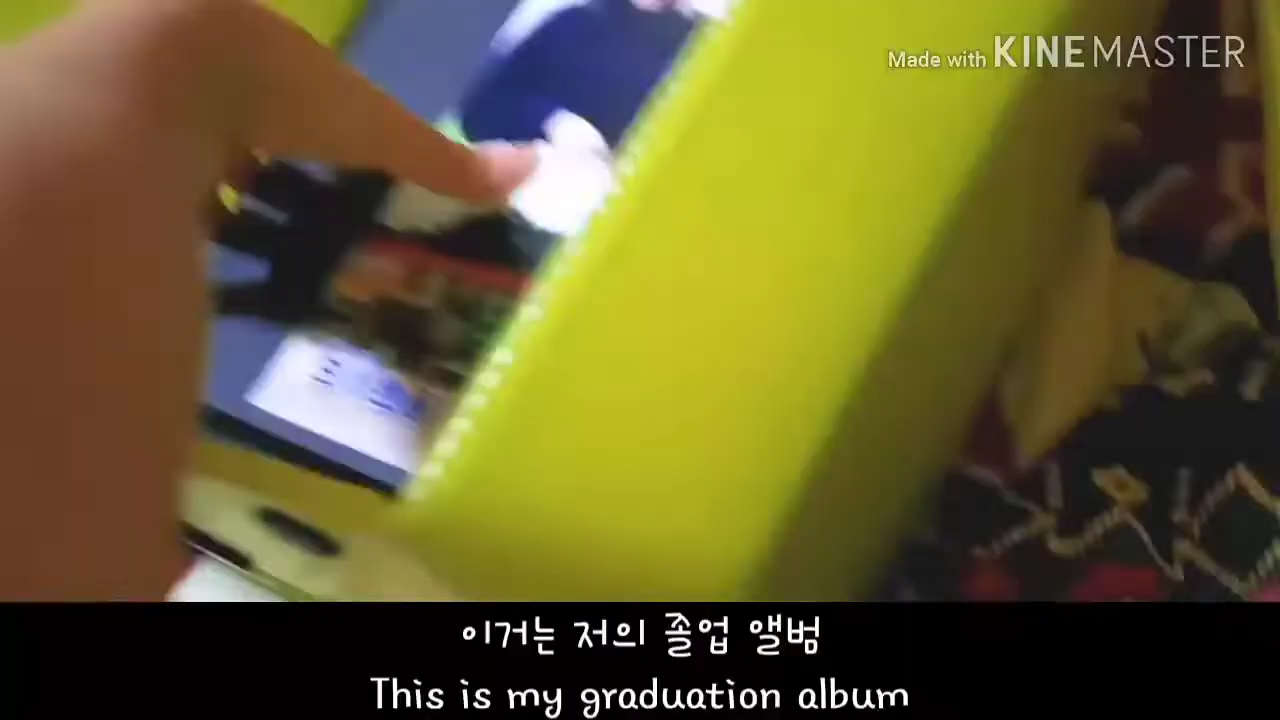 Made with KINEMASTER
이거는 저의 졸업 앨범
This is my graduation album